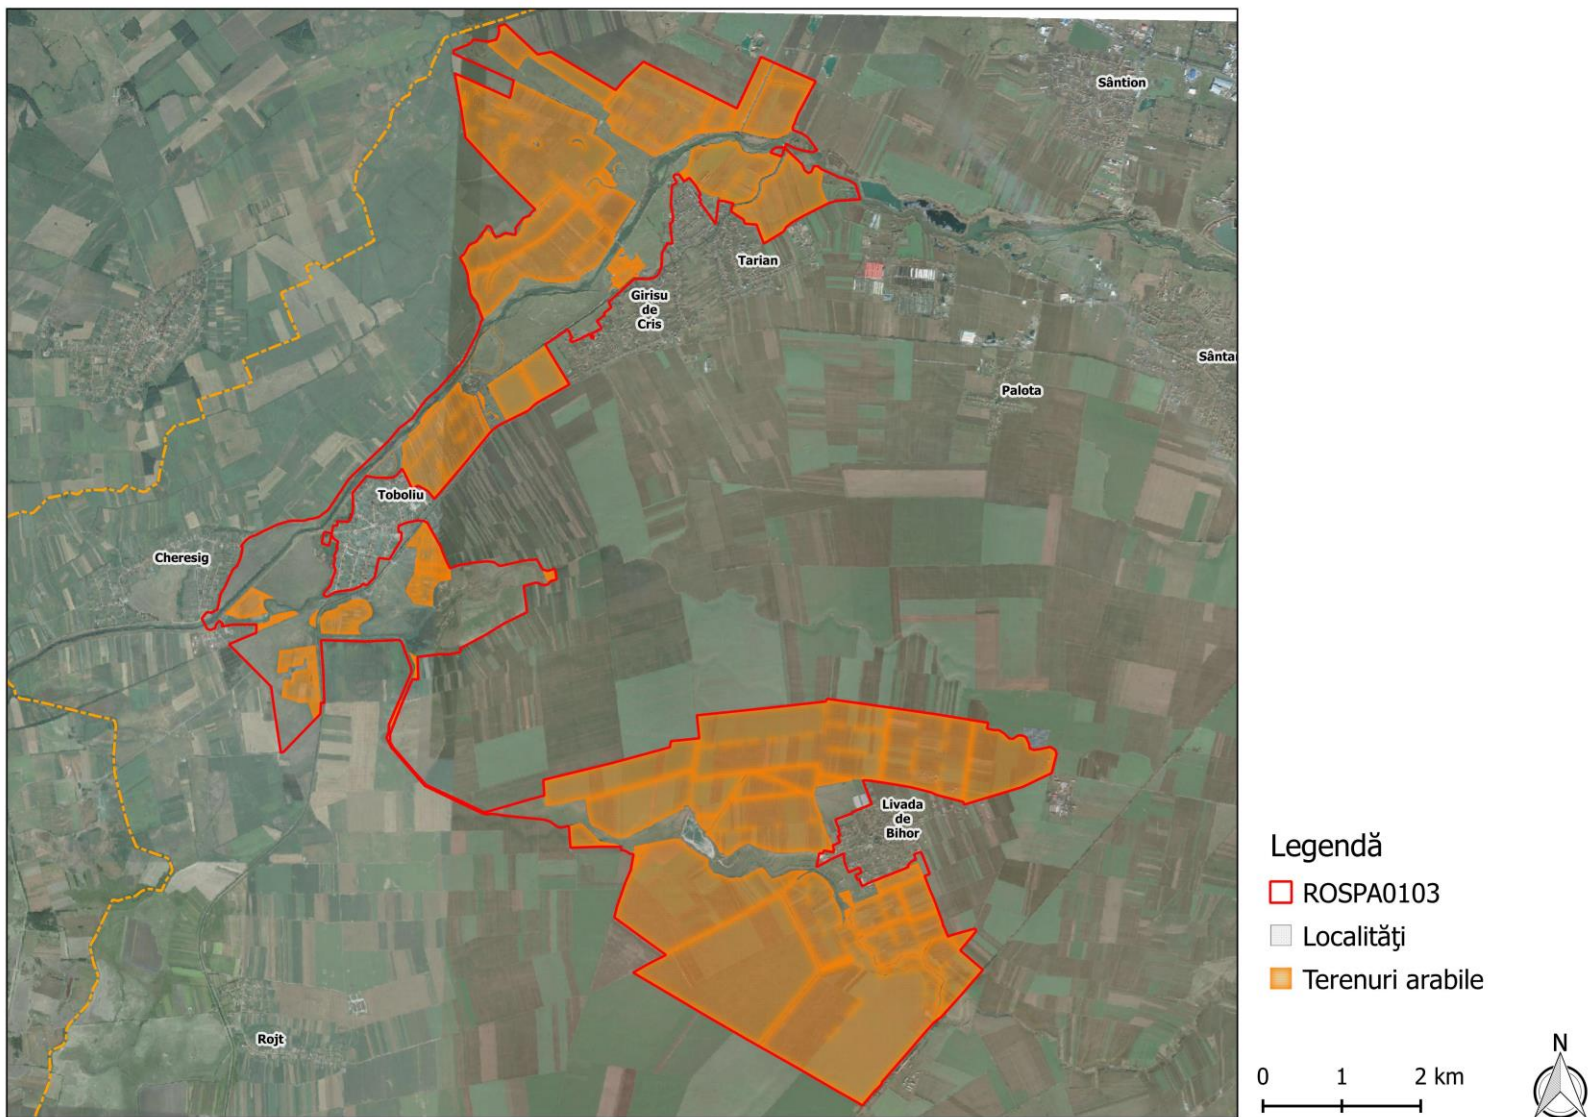 Sântion
Tarian
Girisu
de
Cris
Palota
Toboliu
Cheresig
Livada
de
Bihor
Rojt
Legendă
ROSPA0103
Localităţi
Terenuri arabile
0 1 2 km
N